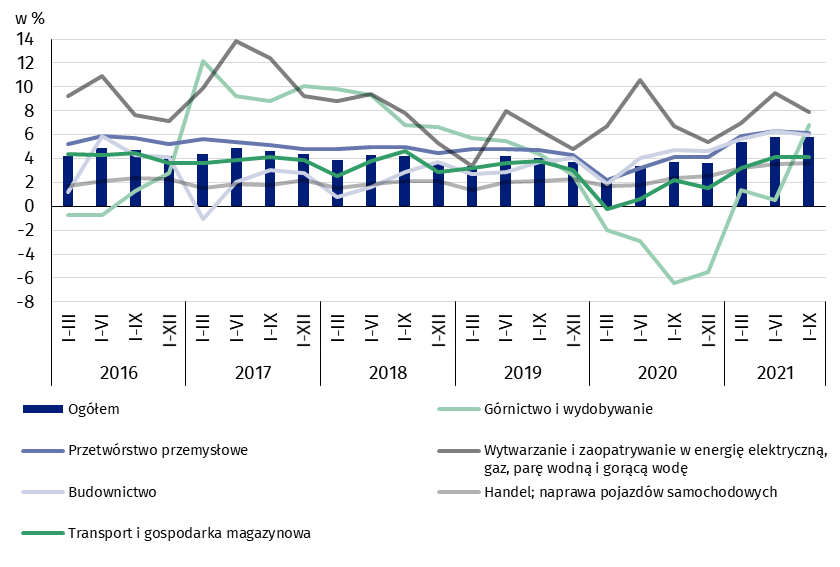 w %
14
12
10
8
6
4
2
0
-2
-4
-6
-8
I-III I-VI I-IX I-XII I-III I-VI I-IX I-XII I-III I-VI I-IX I-XII I-III I-VI I-IX I-XII I-III I-VI I-IX I-XII I-III I-VI I-IX
2016 2017 2018 2019 2020 2021
Ogółem
Górnictwo i wydobywanie
Przetwórstwo przemysłowe
Wytwarzanie i zaopatrywanie w energię elektryczną,
gaz, parę wodną i gorącą wodę
Budownictwo
Handel; naprawa pojazdów samochodowych
Transport i gospodarka magazynowa